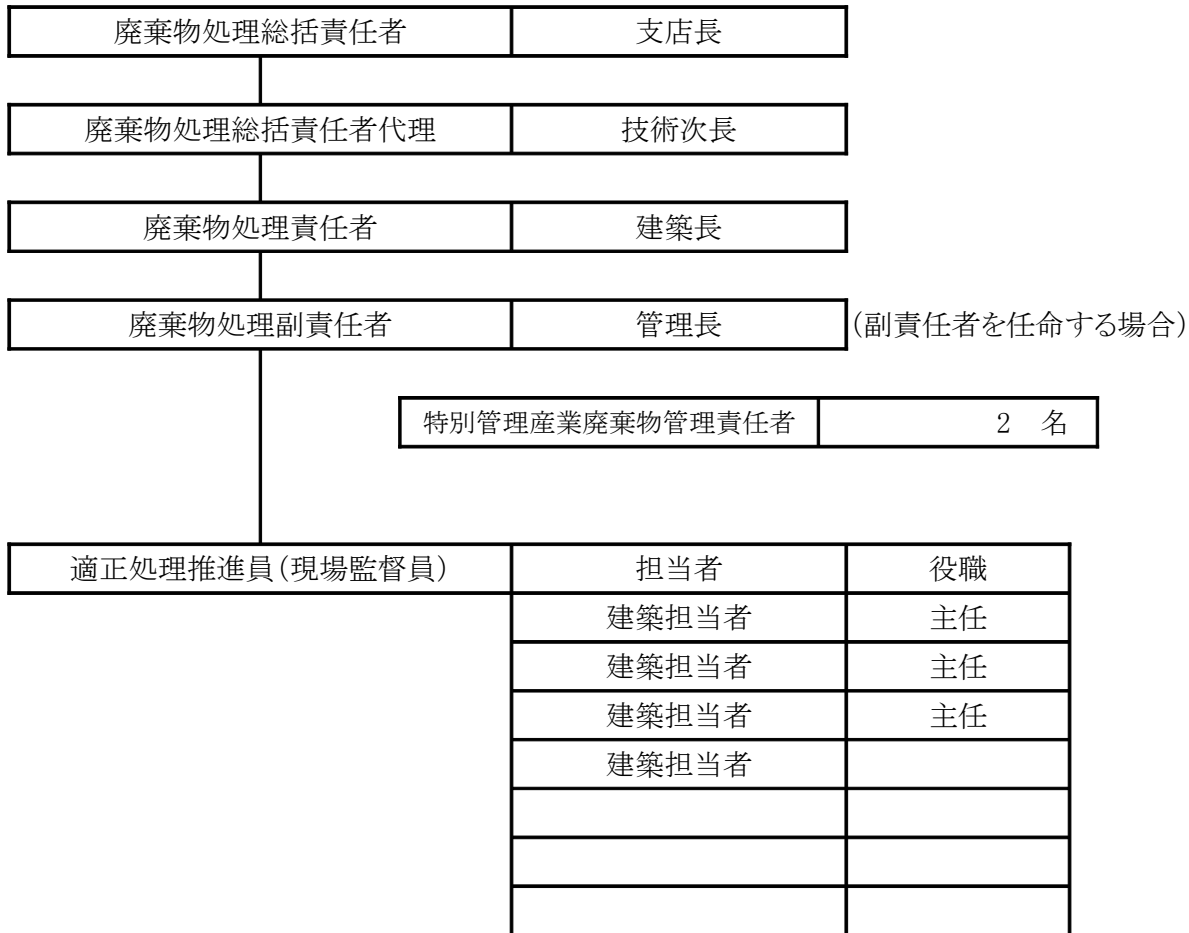 廃棄物処理総括責任者 支店長
廃棄物処理総括責任者代理 技術次長
廃棄物処理責任者 建築長
廃棄物処理副責任者 管理長 (副責任者を任命する場合)
特別管理産業廃棄物管理責任者 2 名
適正処理推進員(現場監督員) 担当者 役職
建築担当者 主任
建築担当者 主任
建築担当者 主任
建築担当者